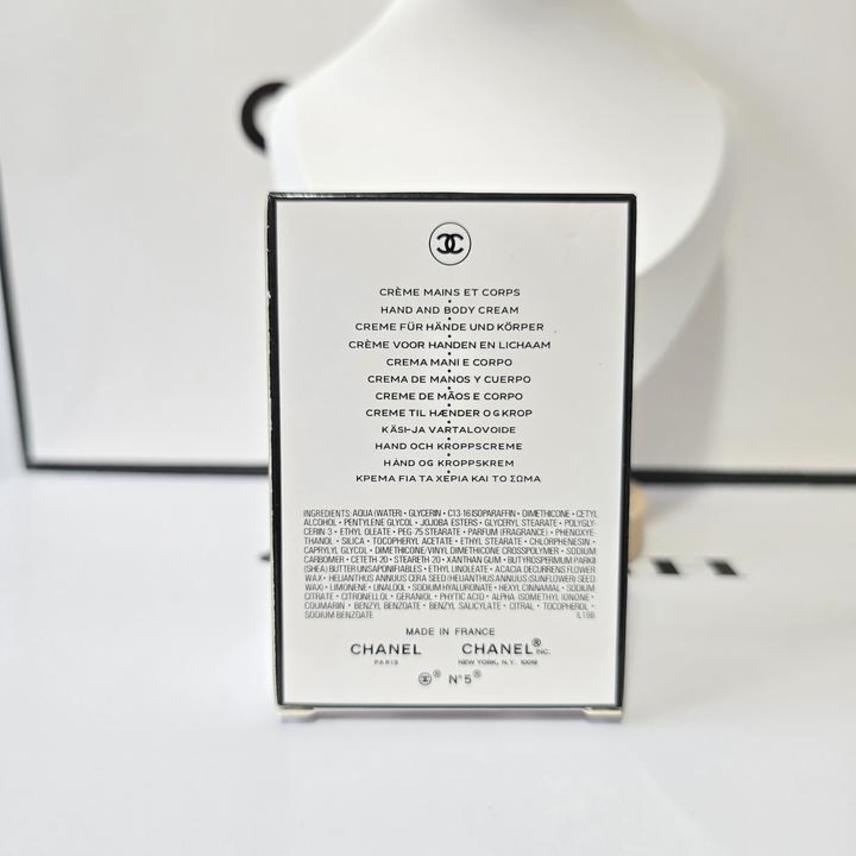 CRÈME MAINS ET CORPS
HAND AND BODY CREAM
CREME FÜR HÄNDE UND KÖRPER
CRÈME VOOR HANDEN EN LICHAAM
CREMA MANI E CORPO
CREMA DE MANOS Y CUERPO
CREME DE MÃOS E CORPO
CREME TIL HÆNDER OG KROP
KÄSI-JA VARTALOVOIDE
HAND OCH KROPPSCREME
HÅND OG KROPPSKREM
ΚΡΕΜΑ ΓΙΑ ΤΑ ΧΕΡΙΑ ΚΑΙ ΤΟ ΣΩΜΑ
INGREDIENTS: AQUA (WATER) • GLYCERIN • C13-16 ISOPARAFFIN • DIMETHICONE • CETYL
ALCOHOL • PENTYLENE GLYCOL • JOJOBA ESTERS • GLYCERYL STEARATE • POLYGLY-
CERIN-3 • ETHYL OLEATE • PEG-75 STEARATE • PARFUM (FRAGRANCE) • PHENOXYE-
THANOL • SILICA • TOCOPHERYL ACETATE • ETHYL STEARATE • CHLORPHENESIN •
CAPRYLYL GLYCOL • DIMETHICONE/VINYL DIMETHICONE CROSSPOLYMER • SODIUM
CARBOMER • CETETH-20 • STEARETH-20 • XANTHAN GUM • BUTYROSPERMUM PARKII
(SHEA) BUTTER UNSAPONIFIABLES • ETHYL LINOLEATE • ACACIA DECURRENS FLOWER
WAX • HELIANTHUS ANNUUS CERA SEED (HELIANTHUS ANNUUS (SUNFLOWER) SEED
WAX) • LIMONENE • LINALOOL • SODIUM HYALURONATE • HEXYL CINNAMAL • SODIUM
CITRATE • CITRONELLOL • GERANIOL • PHYTIC ACID • ALPHA-ISOMETHYL IONONE •
COUMARIN • BENZYL BENZOATE • BENZYL SALICYLATE • CITRAL • TOCOPHEROL •
SODIUM BENZOATE
MADE IN FRANCE
CHANEL CHANEL® INC.
PARIS NEW YORK, N.Y. 10019
® N°5®